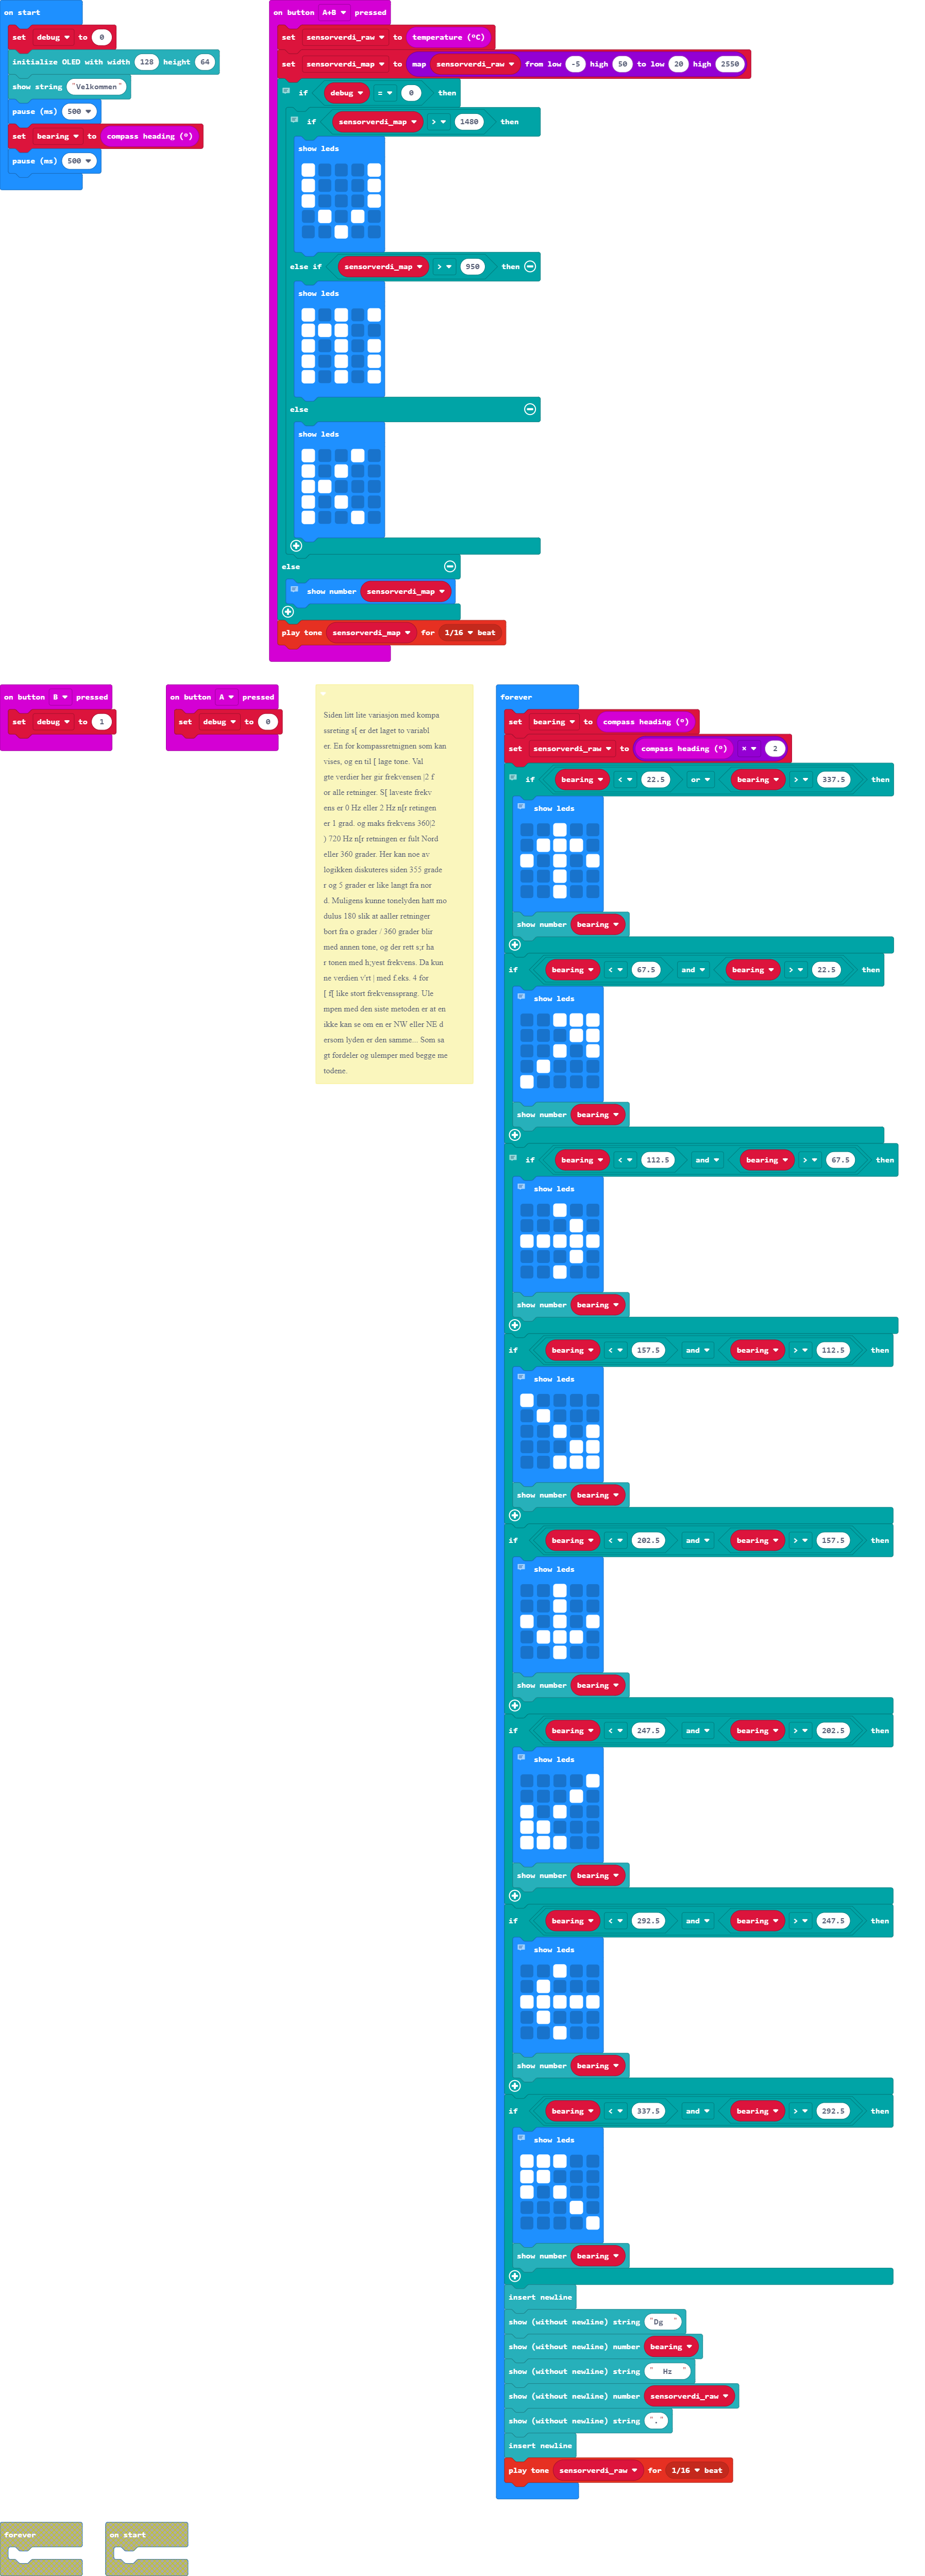 on start
set debug to 0
initialize OLED with width 128 height 64
show string "Velkommen"
pause (ms) 500
set bearing to compass heading (º)
pause (ms) 500
on button A+B pressed
set sensorverdi_raw to temperature (ºC)
set sensorverdi_map to map sensorverdi_raw from low -5 high 50 to low 20 high 2550
if debug = 0 then
if sensorverdi_map > 1480 then
show leds
else if sensorverdi_map > 950 then
show leds
else
show leds
else
show number sensorverdi_map
play tone sensorverdi_map for 1/16 beat
on button B pressed
set debug to 1
on button A pressed
set debug to 0
Siden litt lite variasjon med kompa
ssreting s[ er det laget to variabl
er. En for kompassretnignen som kan
vises, og en til [ lage tone. Val
gte verdier her gir frekvensen |2 f
or alle retninger. S[ laveste frekv
ens er 0 Hz eller 2 Hz n[r retingen
er 1 grad. og maks frekvens 360|2
) 720 Hz n[r retningen er fult Nord
eller 360 grader. Her kan noe av
logikken diskuteres siden 355 grade
r og 5 grader er like langt fra nor
d. Muligens kunne tonelyden hatt mo
dulus 180 slik at aaller retninger
bort fra o grader / 360 grader blir
med annen tone, og der rett s;r ha
r tonen med h;yest frekvens. Da kun
ne verdien v'rt | med f.eks. 4 for
[ f[ like stort frekvenssprang. Ule
mpen med den siste metoden er at en
ikke kan se om en er NW eller NE d
ersom lyden er den samme... Som sa
gt fordeler og ulemper med begge me
todene.
forever
set bearing to compass heading (º)
set sensorverdi_raw to compass heading (º) × 2
if bearing < 22.5 or bearing > 337.5 then
show leds
show number bearing
if bearing < 67.5 and bearing > 22.5 then
show leds
show number bearing
if bearing < 112.5 and bearing > 67.5 then
show leds
show number bearing
if bearing < 157.5 and bearing > 112.5 then
show leds
show number bearing
if bearing < 202.5 and bearing > 157.5 then
show leds
show number bearing
if bearing < 247.5 and bearing > 202.5 then
show leds
show number bearing
if bearing < 292.5 and bearing > 247.5 then
show leds
show number bearing
if bearing < 337.5 and bearing > 292.5 then
show leds
show number bearing
insert newline
show (without newline) string "Dg "
show (without newline) number bearing
show (without newline) string " Hz "
show (without newline) number sensorverdi_raw
show (without newline) string "."
insert newline
play tone sensorverdi_raw for 1/16 beat
forever
on start